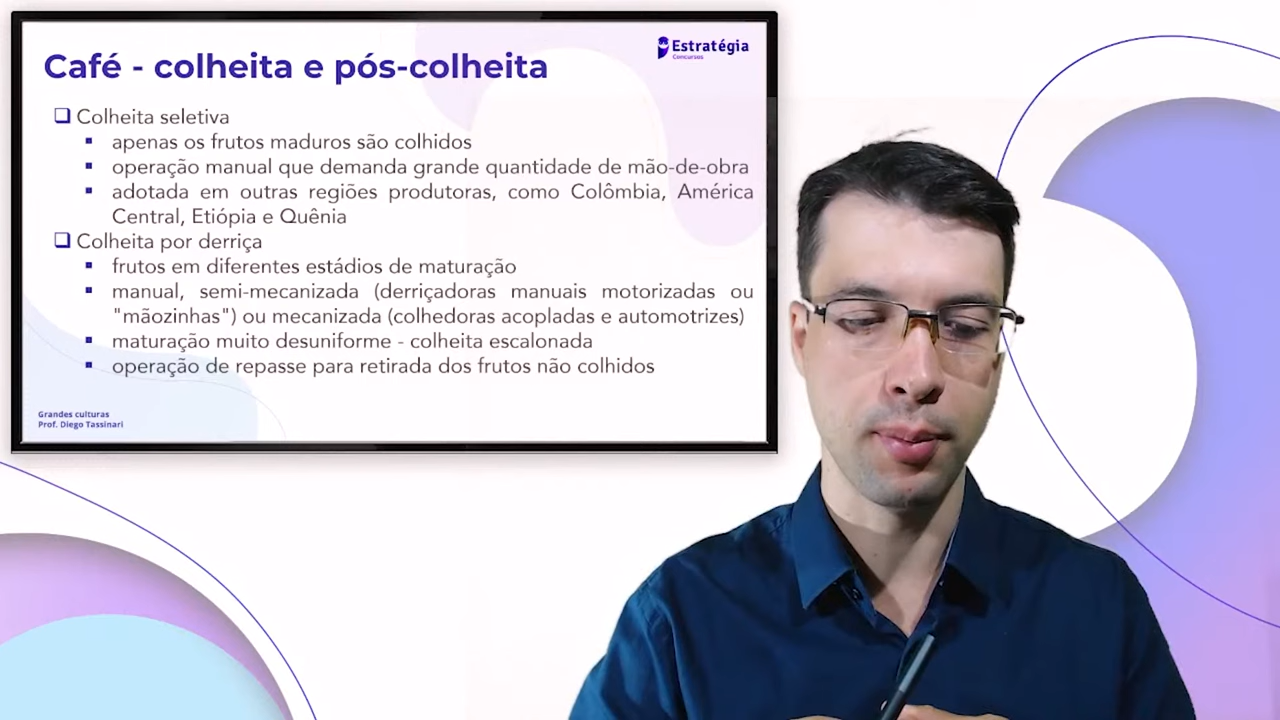 Café - colheita e pós-colheita
Estratégia
Concursos
Colheita seletiva
apenas os frutos maduros são colhidos
operação manual que demanda grande quantidade de mão-de-obra
adotada em outras regiões produtoras, como Colômbia, América
Central, Etiópia e Quênia
Colheita por derriça
frutos em diferentes estádios de maturação
manual, semi-mecanizada (derriçadoras manuais motorizadas ou
"mãozinhas") ou mecanizada (colhedoras acopladas e automotrizes)
maturação muito desuniforme - colheita escalonada
operação de repasse para retirada dos frutos não colhidos
Grandes culturas
Prof. Diego Tassinari